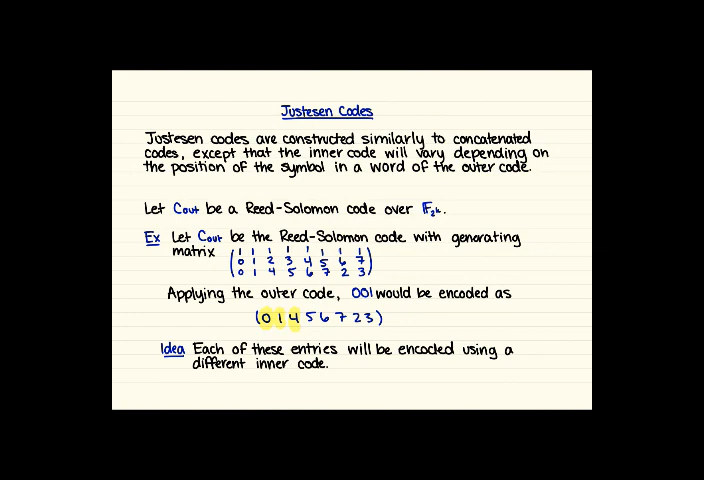 Justesen Codes
Justesen codes are constructed similarly to concatenated
codes, except that the inner code will vary depending on
the position of the symbol in a word of the outer code.
Let Cout be a Reed-Solomon code over F2k.
Ex Let Cout be the Reed-Solomon code with generating
matrix ( 1 1 1 1 1 1 1 1
0 1 2 3 4 5 6 7
0 1 4 5 6 7 2 3 )
Applying the outer code, 001 would be encoded as
(0 1 4 5 6 7 2 3)
Idea Each of these entries will be encoded using a
different inner code.